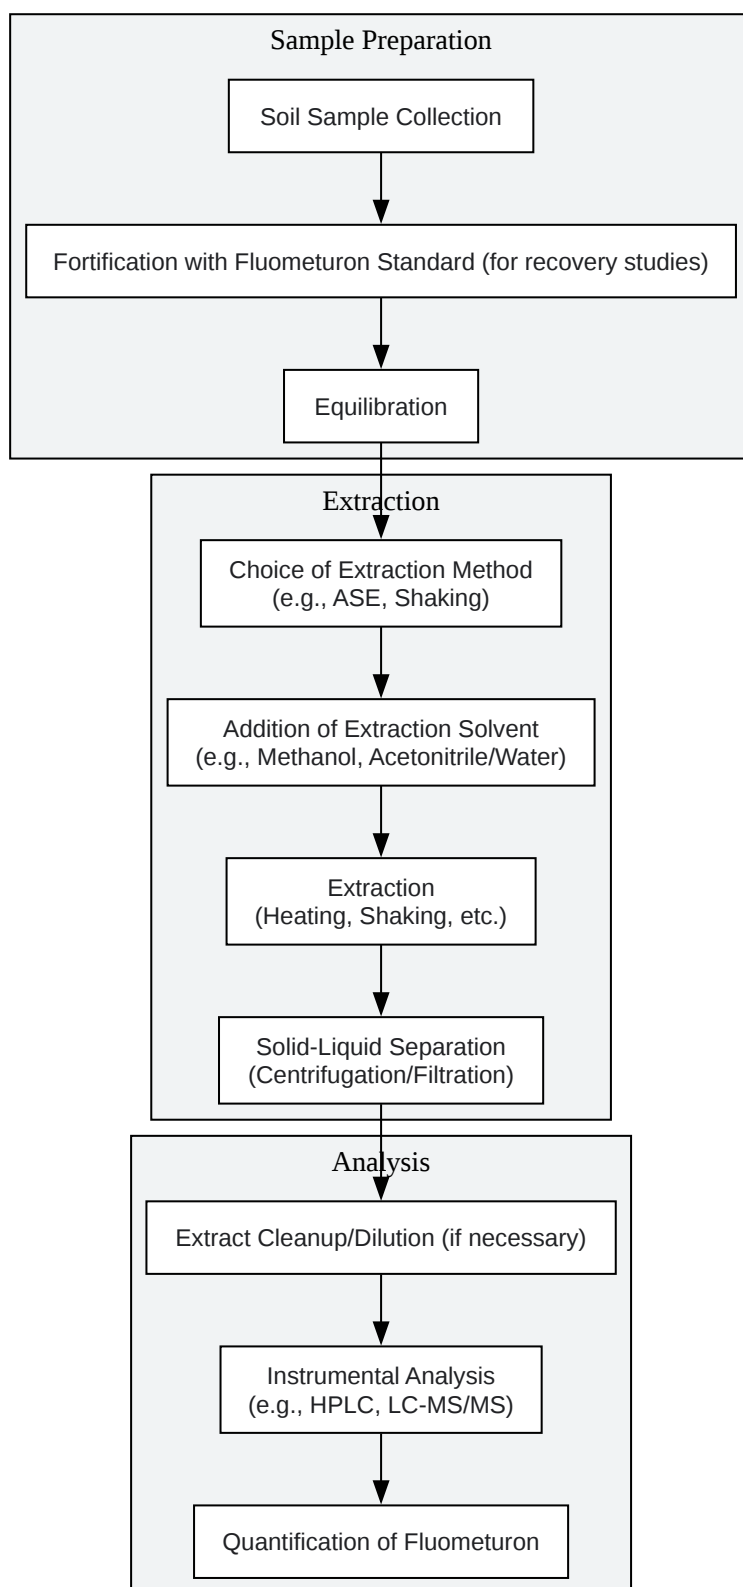 Sample Preparation
Soil Sample Collection
Fortification with Fluometuron Standard (for recovery studies)
Equilibration
Extraction
Choice of Extraction Method
(e.g., ASE, Shaking)
Addition of Extraction Solvent
(e.g., Methanol, Acetonitrile/Water)
Extraction
(Heating, Shaking, etc.)
Solid-Liquid Separation
(Centrifugation/Filtration)
Analysis
Extract Cleanup/Dilution (if necessary)
Instrumental Analysis
(e.g., HPLC, LC-MS/MS)
Quantification of Fluometuron